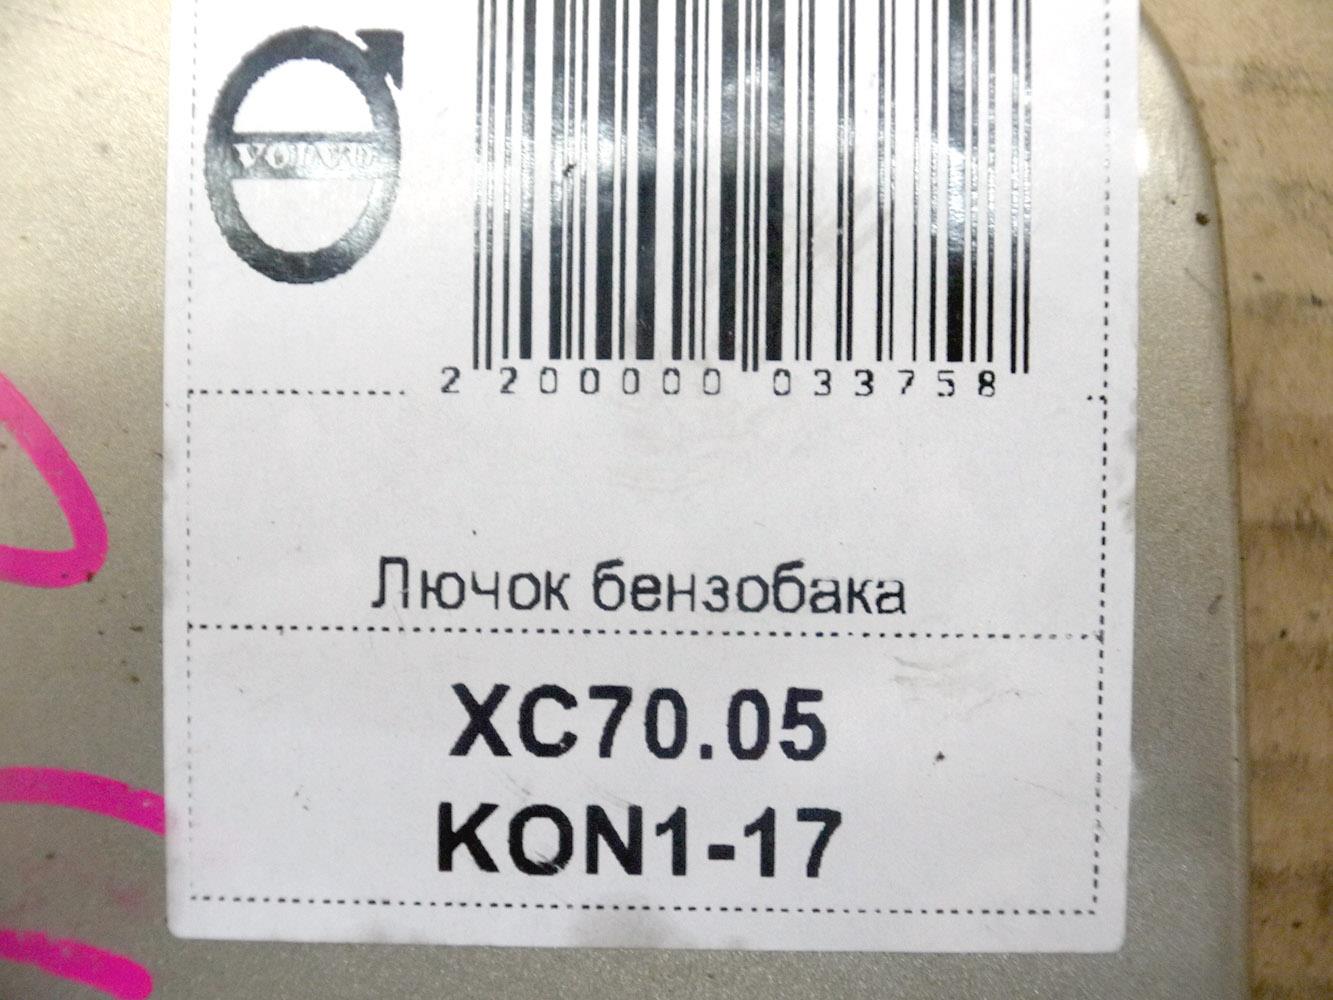 VOLVO
2 200000 033758
Лючок бензобака
XC70.05
KON1-17